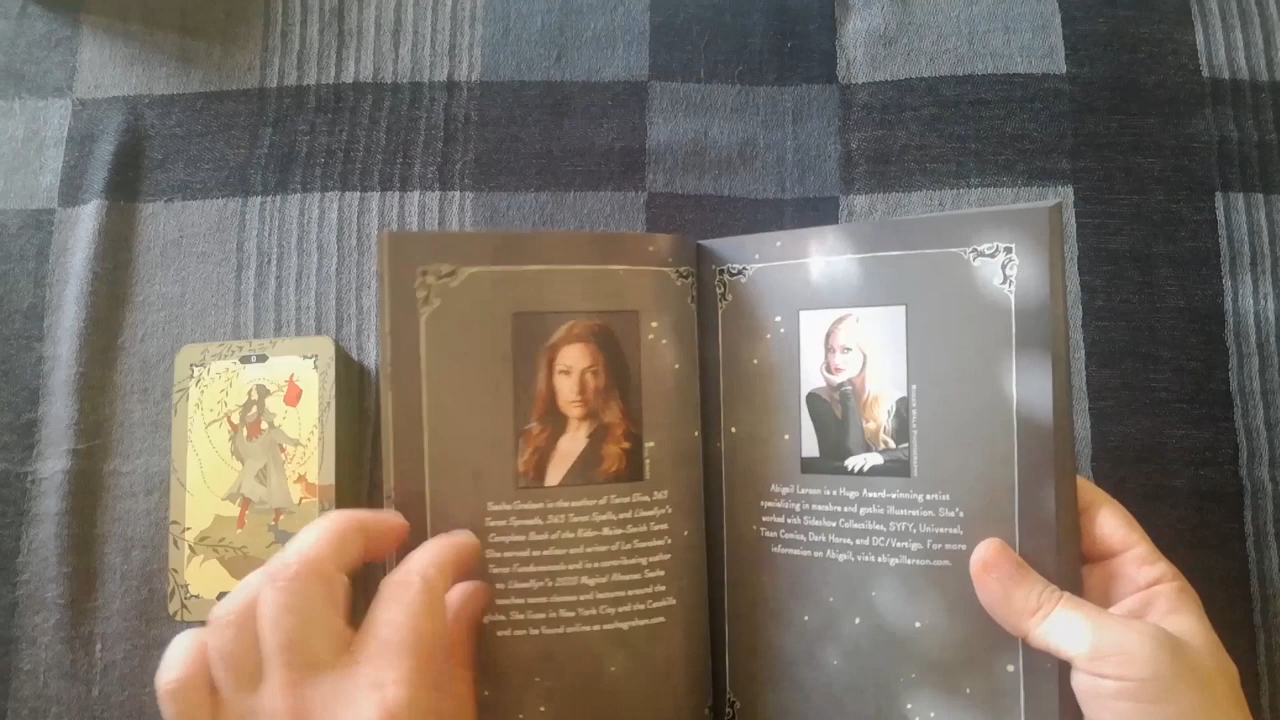 0
Sasha Graham is the author of Tarot Diva, 365
Tarot Spreads, 365 Tarot Spells, and Llewellyn's
Complete Book of the Rider-Waite-Smith Tarot.
She served as editor and writer of Lo Scarabeo's
Tarot Fundamentals and is a contributing author
to Llewellyn's 2020 Magical Almanac. Sasha
teaches tarot classes and lectures around the
globe. She lives in New York City and the Catskills
and can be found online at sashagraham.com.
ROGER WALK PHOTOGRAPHY
Abigail Larson is a Hugo Award-winning artist
specializing in macabre and gothic illustration. She's
worked with Sideshow Collectibles, SYFY, Universal,
Titan Comics, Dark Horse, and DC/Vertigo. For more
information on Abigail, visit abigaillarson.com.